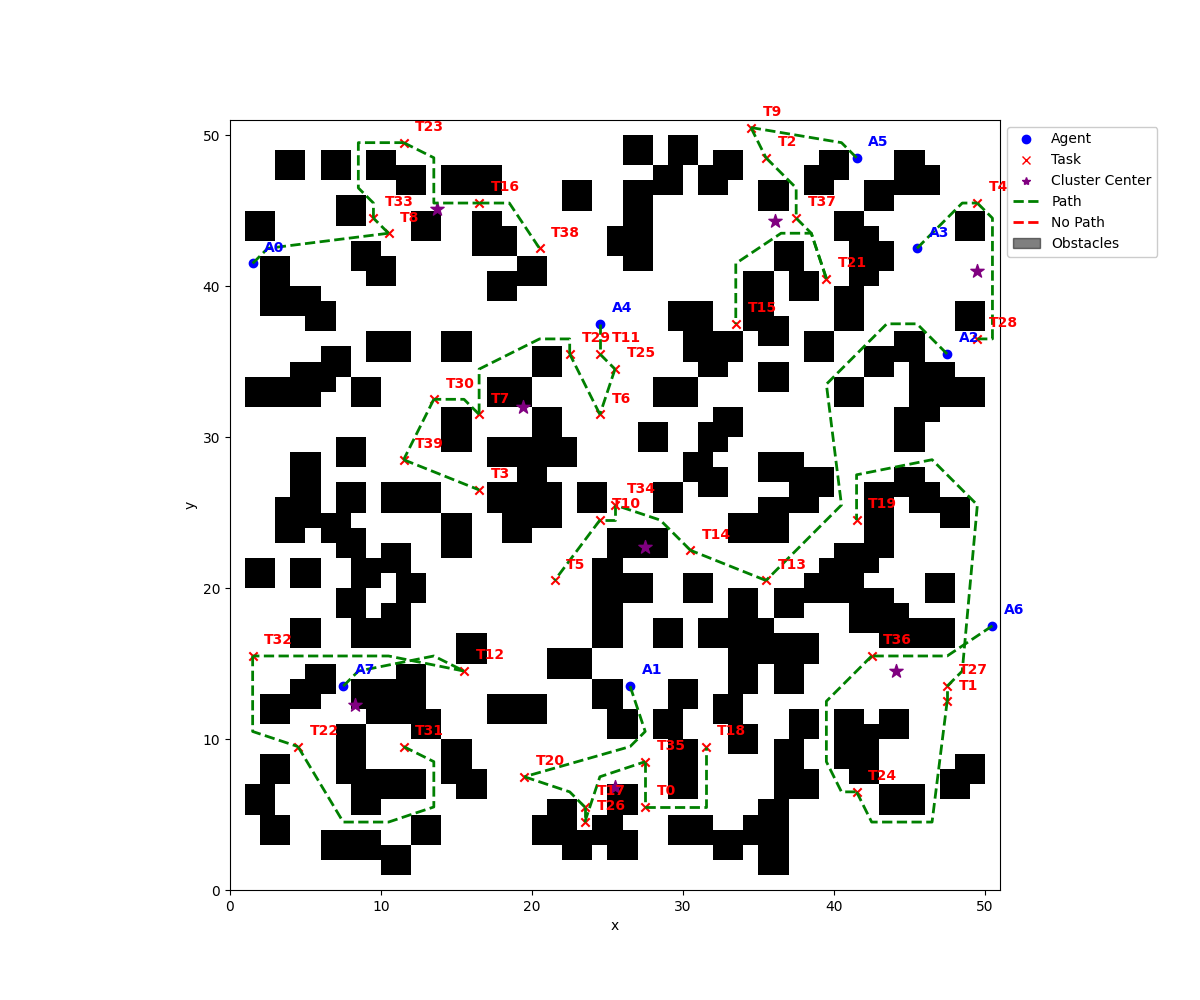 T9
T23
T2
A5
Agent
Task
Cluster Center
Path
No Path
Obstacles
T33
T8
T16
T4
T37
T38
A3
A0
T21
A4
T15
T28
T29
T11
T25
A2
T30
T7
T6
T39
T3
T34
T10
T19
T14
T5
T13
A6
T32
T12
T36
A7
A1
T27
T1
T22
T31
T18
T20
T35
T24
T17
T0
T26
0
10
20
30
40
50
0
10
20
30
40
50
x
y